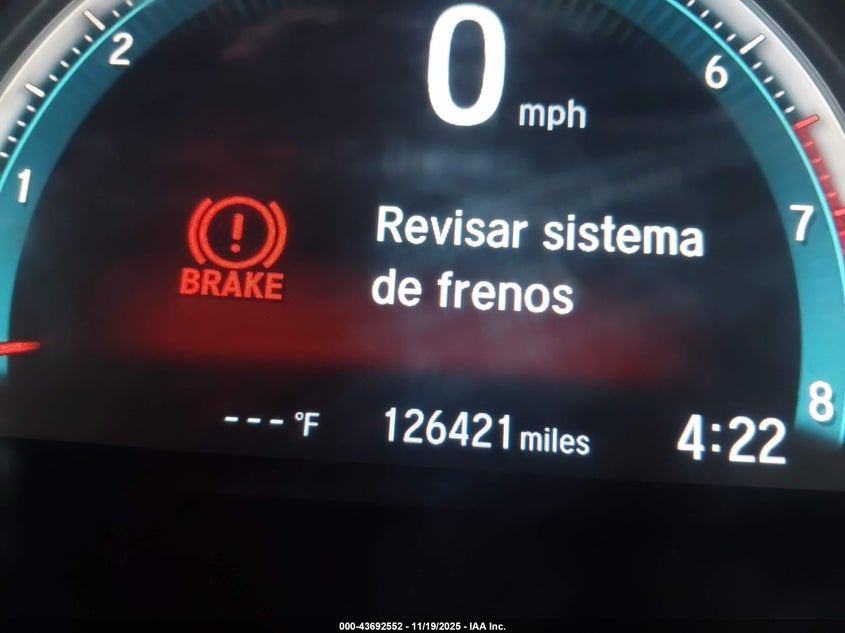 2
0
mph
6
1
7
BRAKE
Revisar sistema
de frenos
8
---°F
126421 miles
4:22
000-43692552 - 11/19/2025 - IAA Inc.